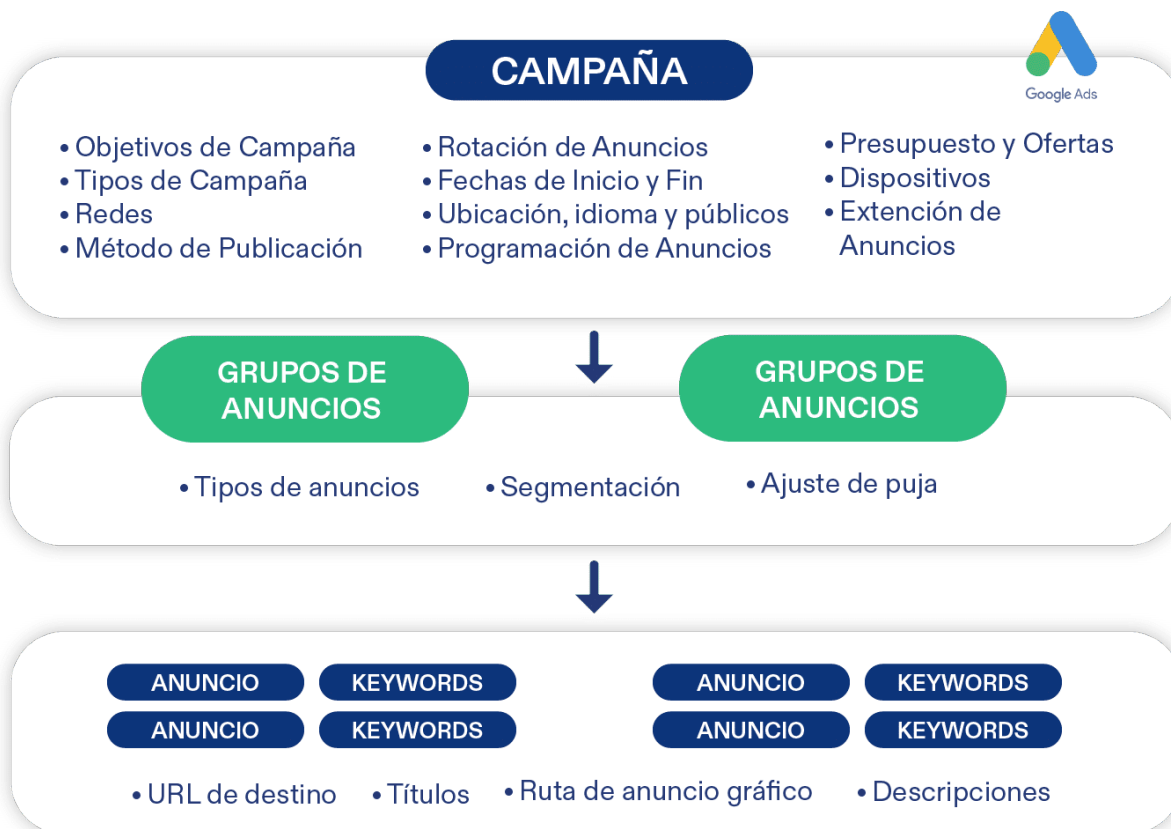 CAMPAÑA
Google Ads
• Objetivos de Campaña
• Tipos de Campaña
• Redes
• Método de Publicación
• Rotación de Anuncios
• Fechas de Inicio y Fin
• Ubicación, idioma y públicos
• Programación de Anuncios
• Presupuesto y Ofertas
• Dispositivos
• Extención de
Anuncios
GRUPOS DE
ANUNCIOS
GRUPOS DE
ANUNCIOS
• Tipos de anuncios
• Segmentación
• Ajuste de puja
ANUNCIO
KEYWORDS
ANUNCIO
KEYWORDS
ANUNCIO
KEYWORDS
ANUNCIO
KEYWORDS
• URL de destino
• Títulos
• Ruta de anuncio gráfico
• Descripciones